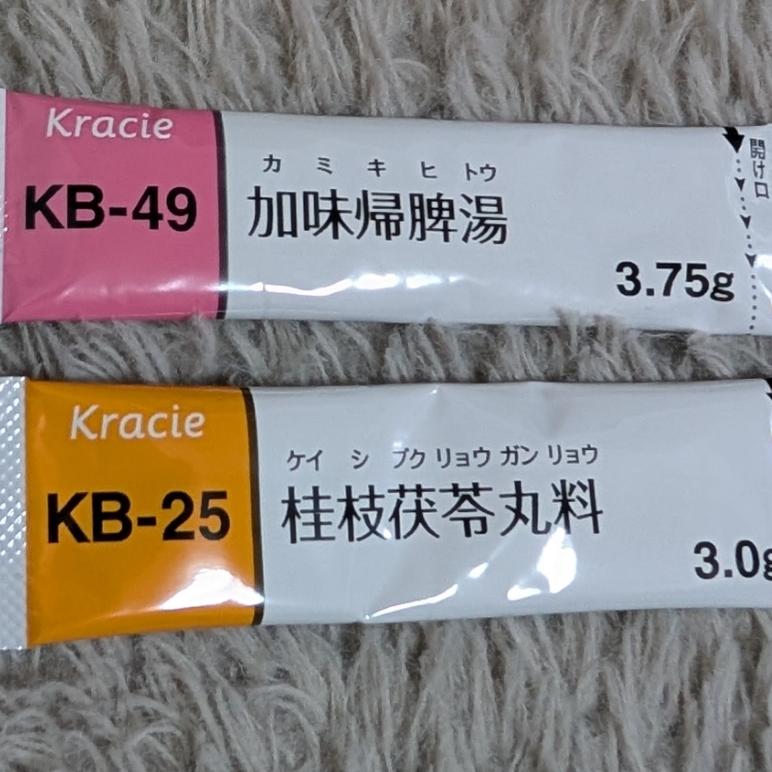 Kracie
KB-49
カミキヒトウ
加味帰脾湯
3.75g
開け口
Kracie
KB-25
ケイシブクリョウガンリョウ
桂枝茯苓丸料
3.0g